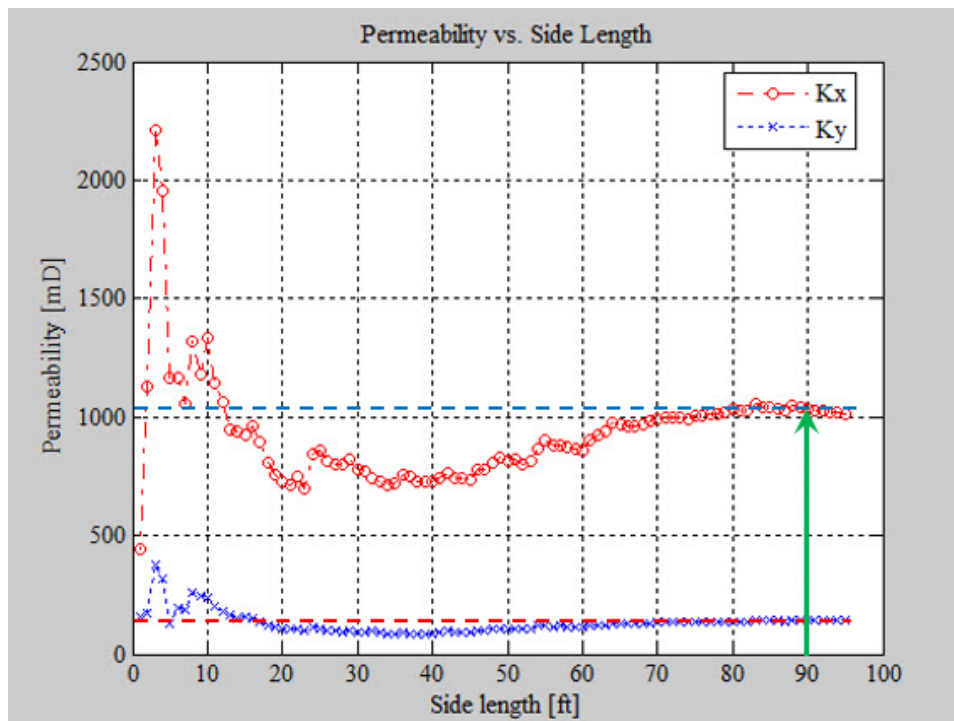 Permeability vs. Side Length
2500
2000
1500
1000
500
0
Permeability [mD]
Kx
Ky
0 10 20 30 40 50 60 70 80 90 100
Side length [ft]